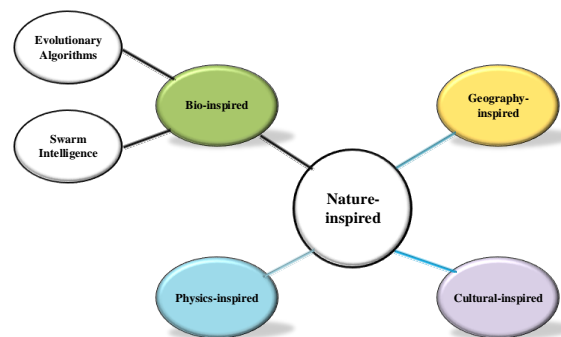 Evolutionary
Algorithms
Bio-inspired
Geography-
inspired
Swarm
Intelligence
Nature-
inspired
Physics-inspired
Cultural-inspired